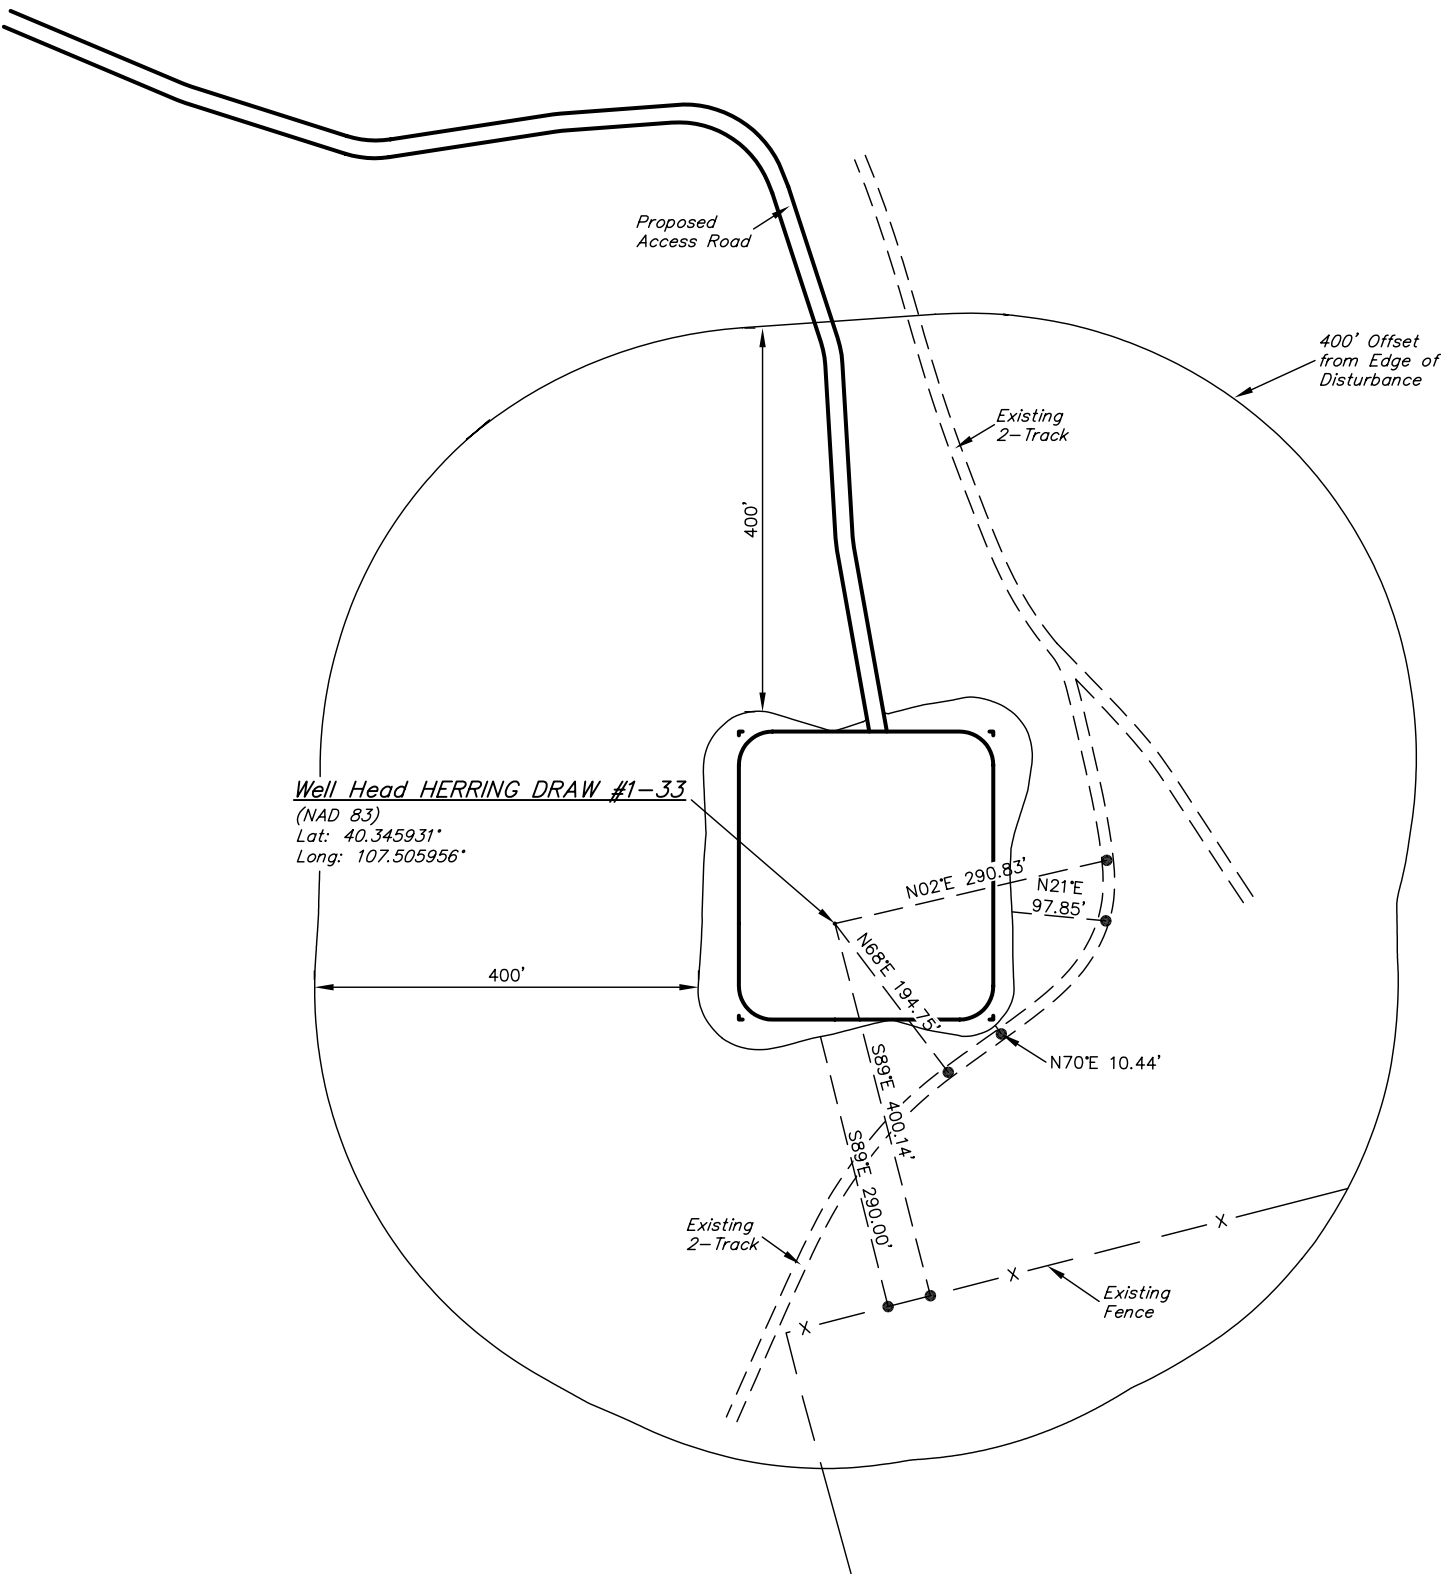 Proposed
Access Road
400' Offset
from Edge of
Disturbance
Existing
2-Track
400'
Well Head HERRING DRAW #1-33
(NAD 83)
Lat: 40.345931°
Long: 107.505956°
N02°E 290.83'
N21°E
97.85'
N68°E 194.75'
400'
N70°E 10.44'
S89°E 400.14'
S89°E 290.00'
Existing
2-Track
X
X
X
Existing
Fence